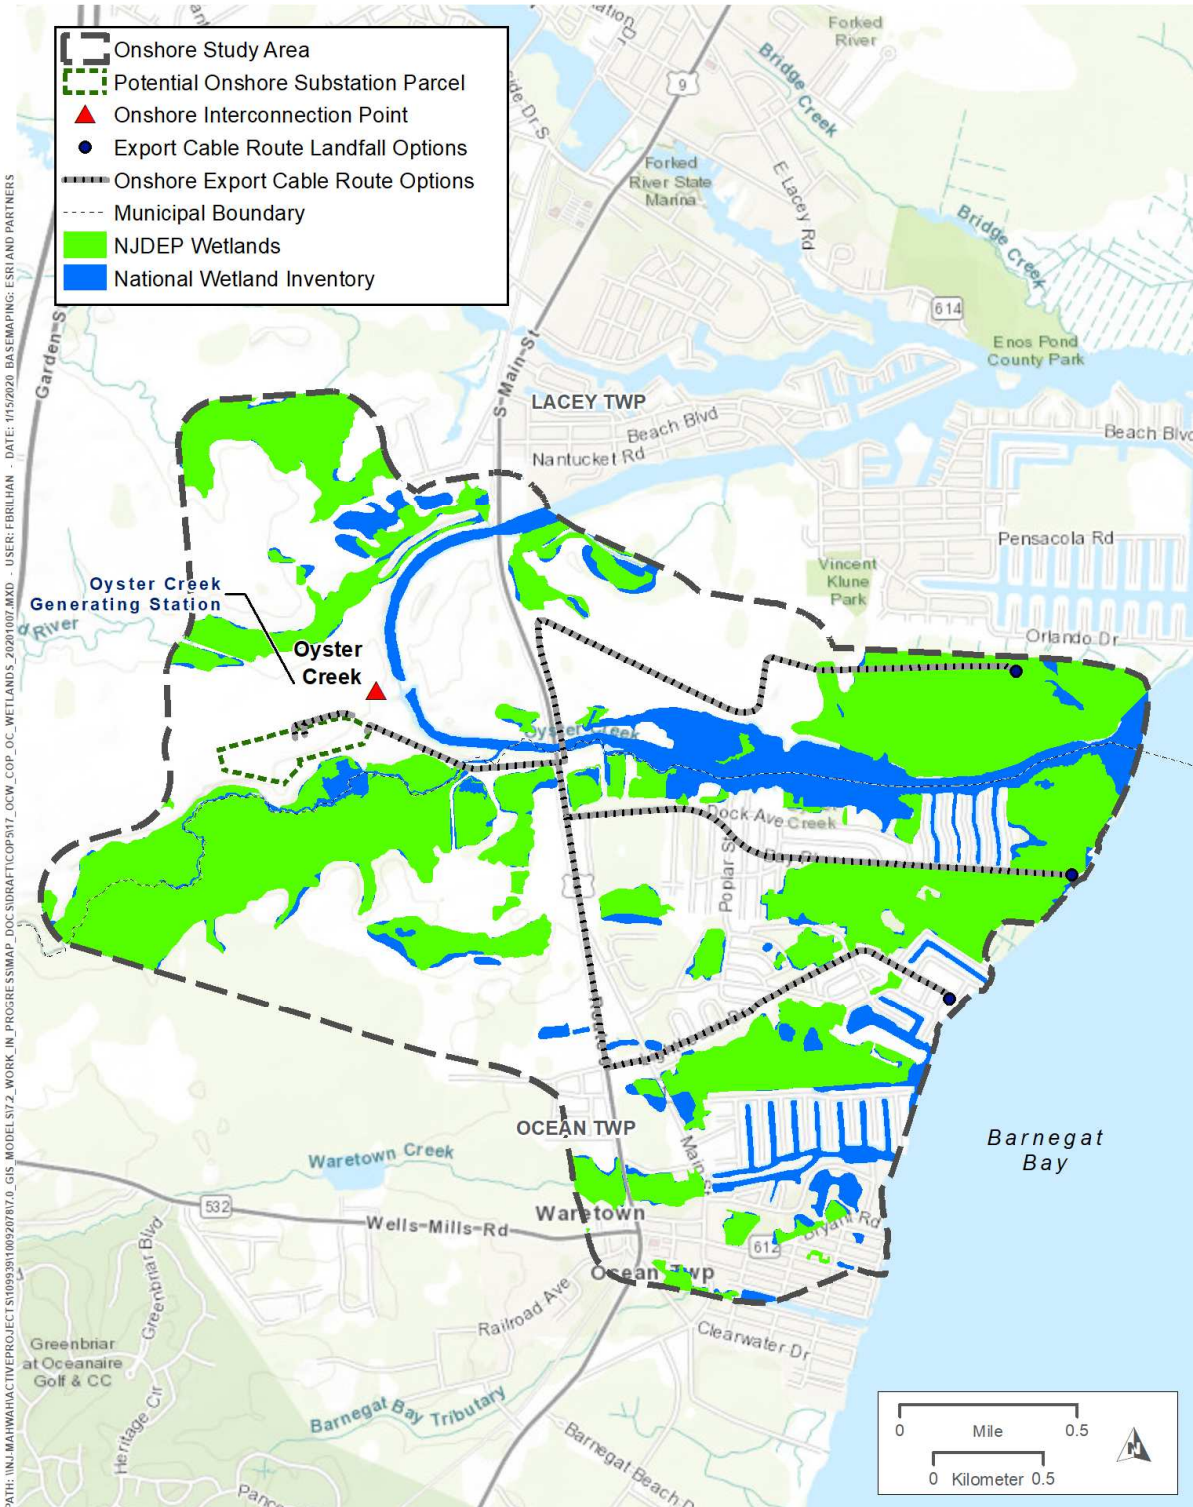 Onshore Study Area
Potential Onshore Substation Parcel
Onshore Interconnection Point
Export Cable Route Landfall Options
Onshore Export Cable Route Options
Municipal Boundary
NJDEP Wetlands
National Wetland Inventory
Forked
River
Bridge Creek
9
Forked
River State
Marina
E Lacey Rd
Bridge Creek
614
Enos Pond
County Park
S-Main-St
LACEY TWP
Beach Blvd
Beach Blvd
Nantucket Rd
Pensacola Rd
Vincent
Klune
Park
Orlando Dr
Oyster Creek
Generating Station
River
Oyster
Creek
Oyster Creek
Dock Ave
Creek
Poplar St
OCEAN TWP
Main St
Barnegat
Bay
Waretown Creek
532
Wells-Mills-Rd
Waretown
Bryant Rd
612
Ocean Twp
Greenbriar Blvd
Railroad Ave
Clearwater Dr
Greenbriar
at Oceanaire
Golf & CC
Heritage Cir
Barnegat Bay Tributary
Barnegat-Beach-D
Panc
0 Mile 0.5
0 Kilometer 0.5
N